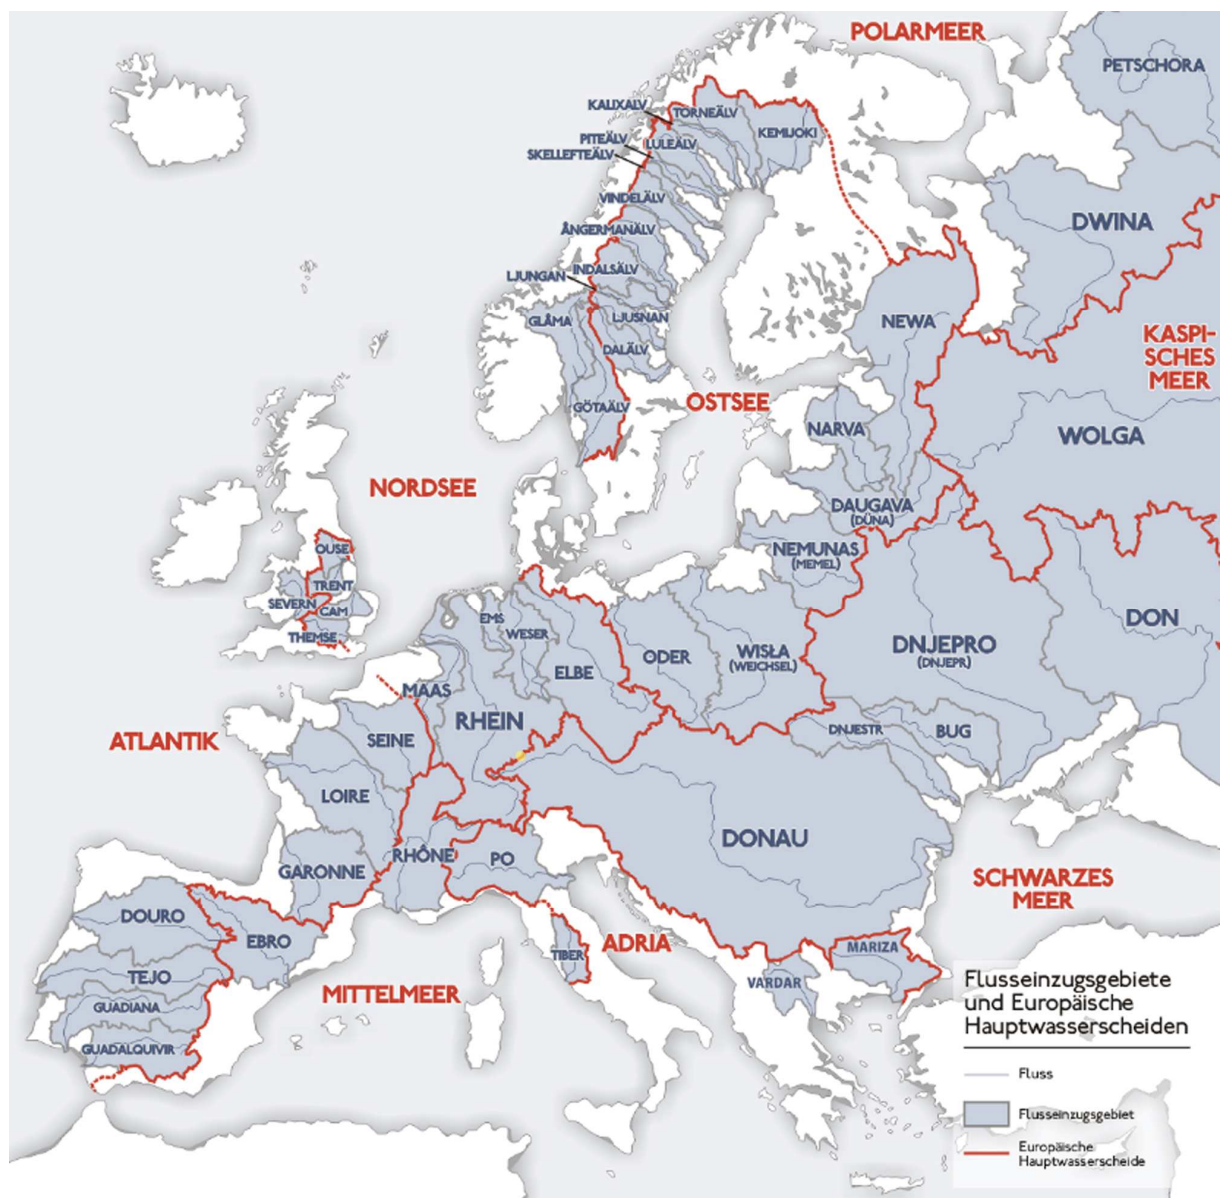 POLARMEER
PETSCHORA
KALIXÄLV
TORNEÄLV
KEMIJOKI
PITEÄLV
LULEÄLV
SKELLEFTEÄLV
VINDELÄLV
DWINA
ÅNGERMANÄLV
INDALSÄLV
LJUNGAN
GLÅMA
LJUSNAN
NEWA
KASPI-
SCHES
MEER
DALÄLV
GÖTAÄLV
OSTSEE
NARVA
WOLGA
NORDSEE
DAUGAVA
(DÜNA)
OUSE
NEMUNAS
(MEMEL)
TRENT
SEVERN
CAM
THEMSE
EMS
WESER
ELBE
ODER
WISŁA
(WEICHSEL)
DNJEPRO
(DNJEPR)
DON
MAAS
RHEIN
ATLANTIK
SEINE
DNJESTR
BUG
LOIRE
DONAU
RHÔNE
PO
GARONNE
SCHWARZES
MEER
DOURO
EBRO
ADRIA
TIBER
MARIZA
TEJO
VARDAR
MITTELMEER
GUADIANA
GUADALQUIVIR
Flusseinzugsgebiete
und Europäische
Hauptwasserscheiden
Fluss
Flusseinzugsgebiet
Europäische
Hauptwasserscheide